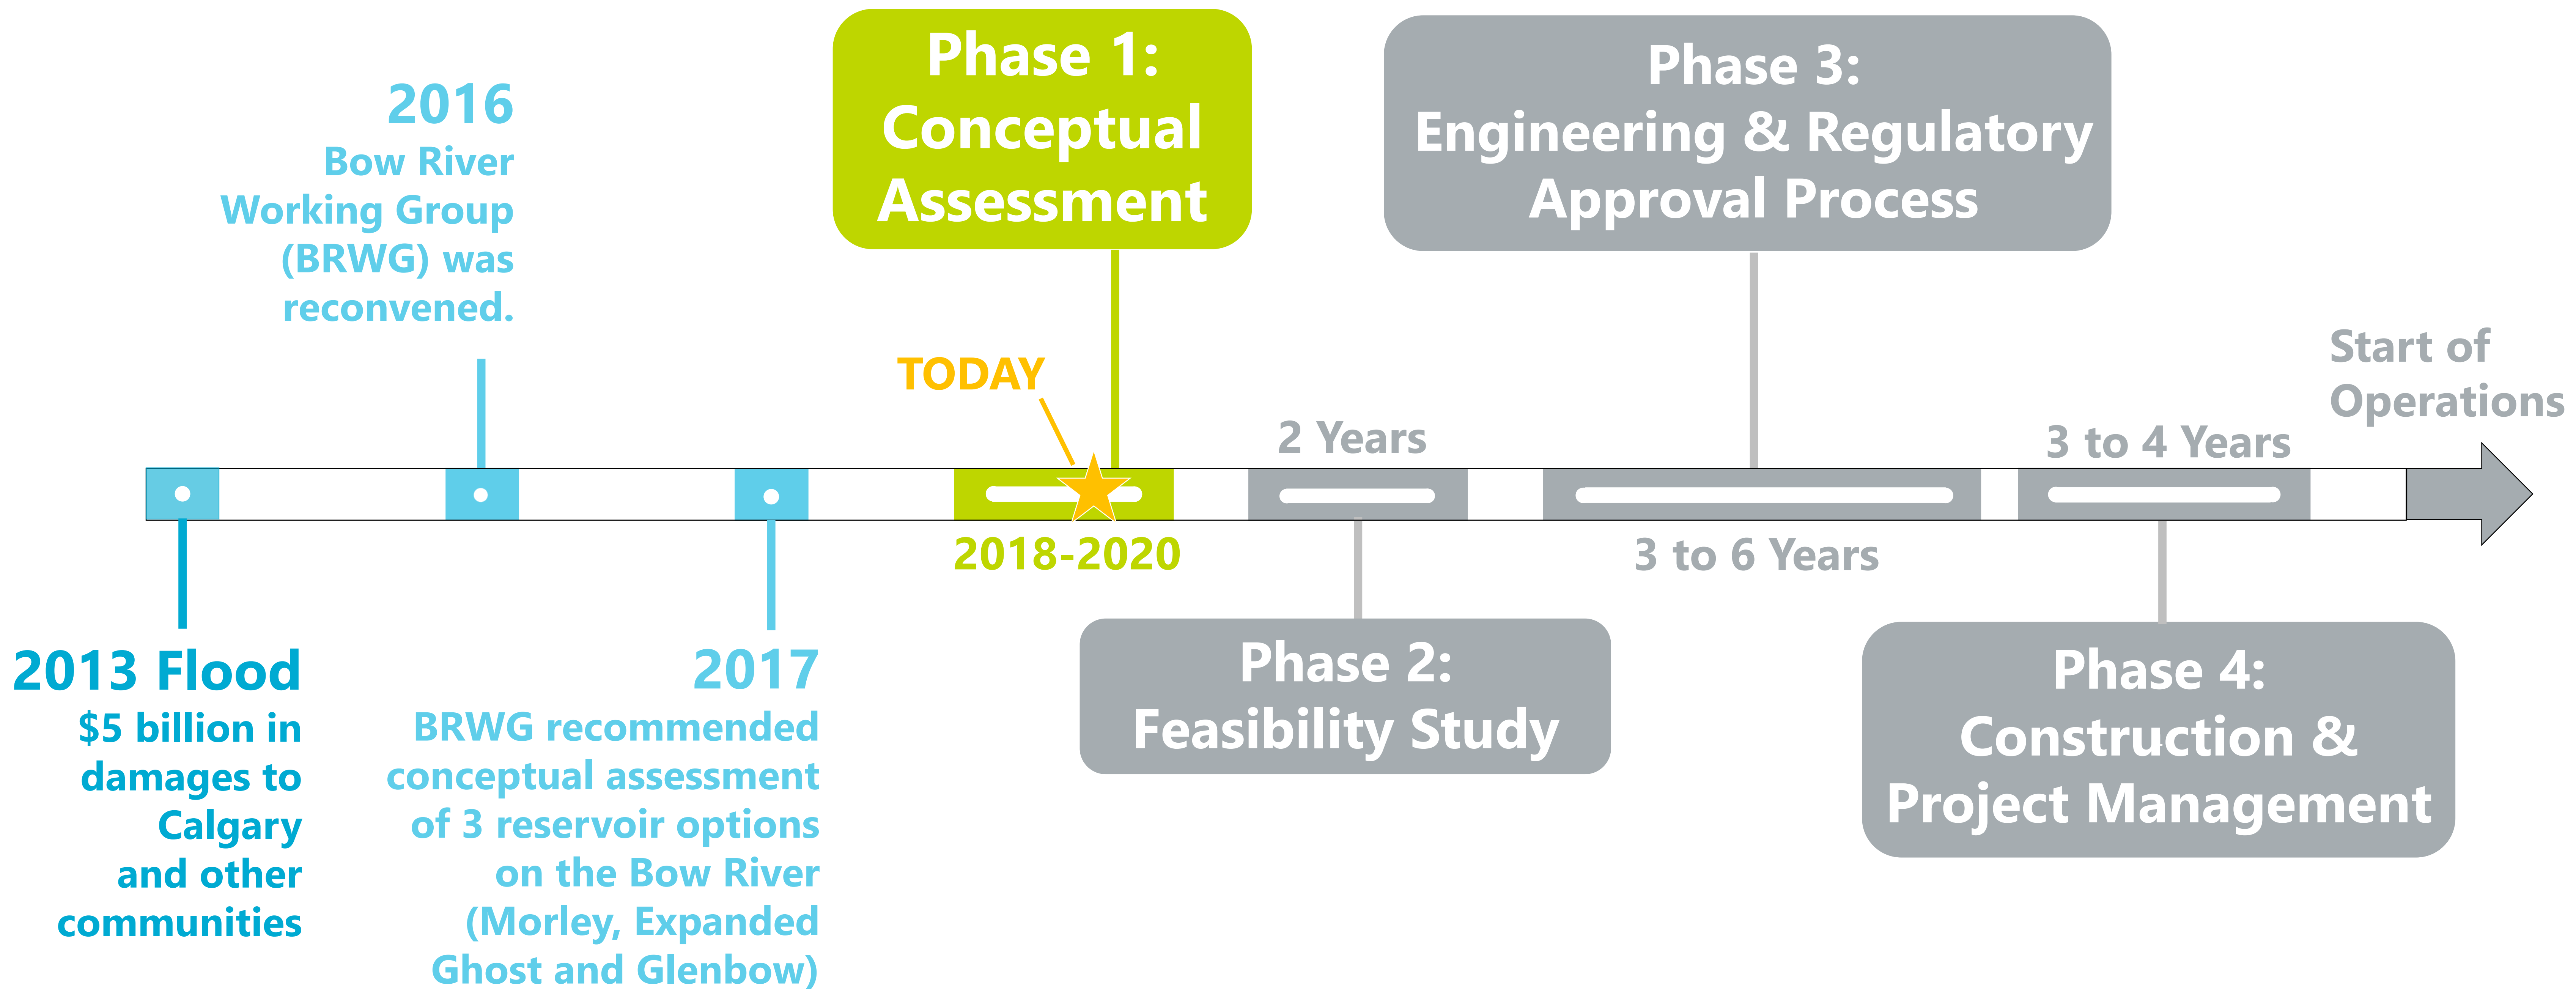 2013 Flood
$5 billion in
damages to
Calgary
and other
communities
2016
Bow River
Working Group
(BRWG) was
reconvened.
2017
BRWG recommended
conceptual assessment
of 3 reservoir options
on the Bow River
(Morley, Expanded
Ghost and Glenbow)
Phase 1:
Conceptual
Assessment
TODAY
2018-2020
2 Years
Phase 2:
Feasibility Study
Phase 3:
Engineering & Regulatory
Approval Process
3 to 6 Years
3 to 4 Years
Phase 4:
Construction &
Project Management
Start of
Operations